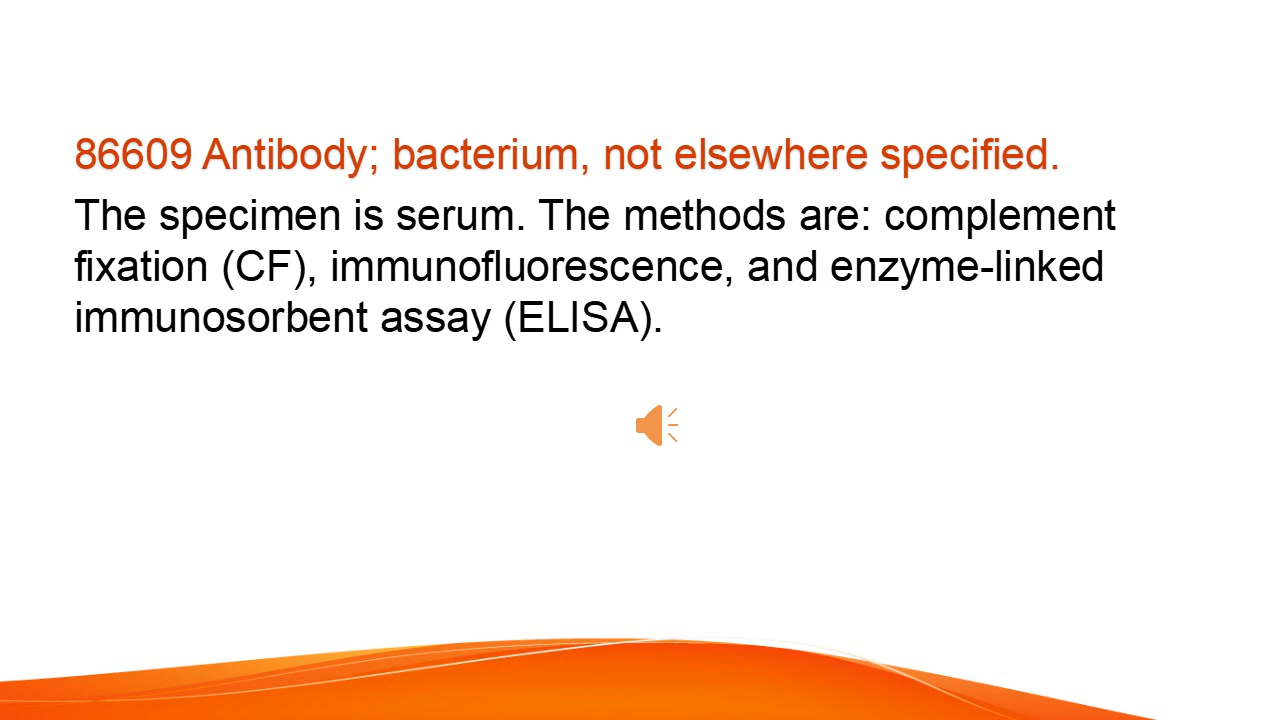 86609 Antibody; bacterium, not elsewhere specified.
The specimen is serum. The methods are: complement
fixation (CF), immunofluorescence, and enzyme-linked
immunosorbent assay (ELISA).